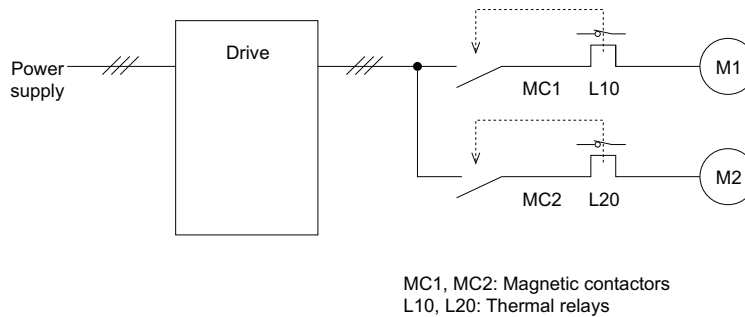 Power
supply
Drive
MC1
L10
M1
MC2
L20
M2
MC1, MC2: Magnetic contactors
L10, L20: Thermal relays